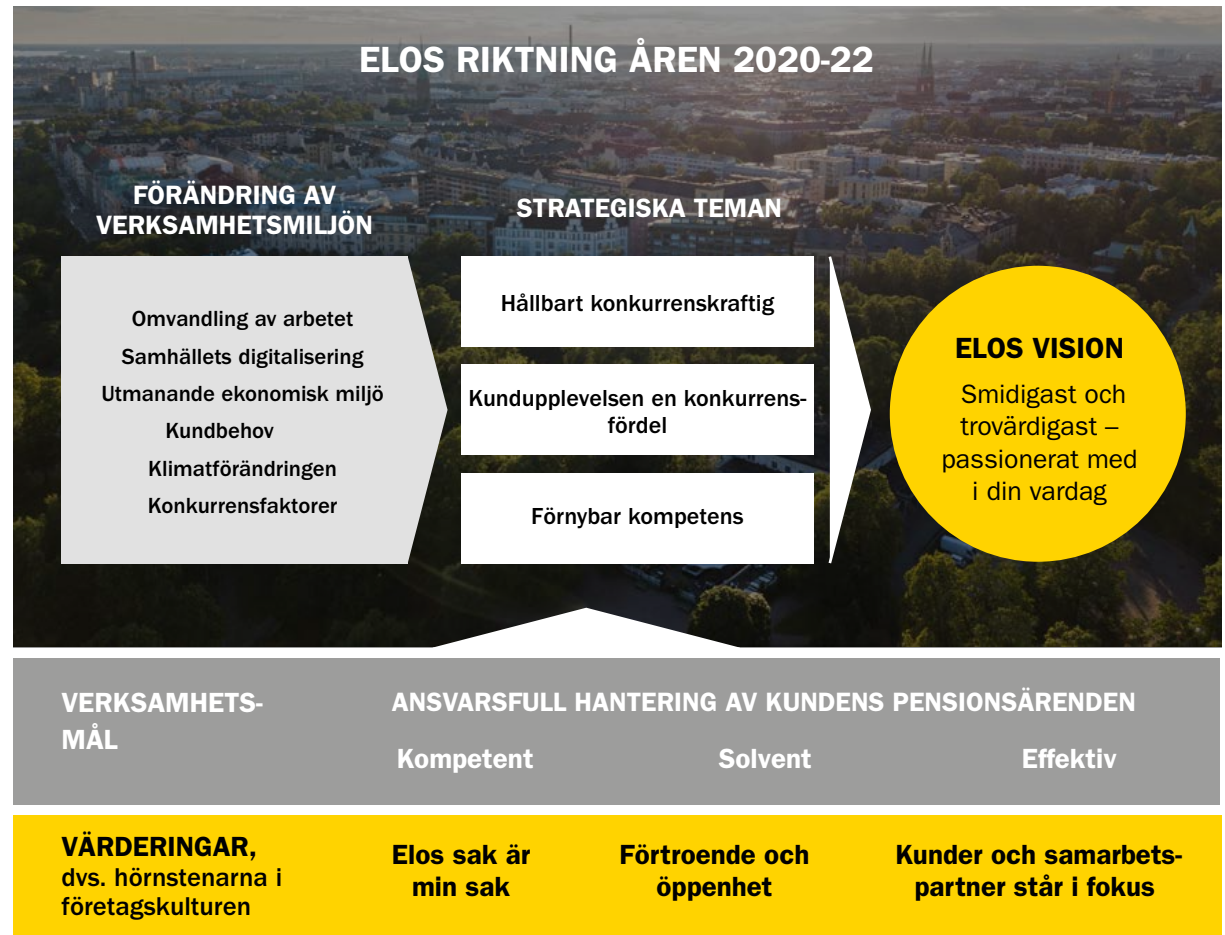 ELOS RIKTNING ÅREN 2020-22
FÖRÄNDRING AV
VERKSAMHETSMILJÖN
Omvandling av arbetet
Samhällets digitalisering
Utmanande ekonomisk miljö
Kundbehov
Klimatförändringen
Konkurrensfaktorer
STRATEGISKA TEMAN
Hållbart konkurrenskraftig
Kundupplevelsen en konkurrens-
fördel
Förnybar kompetens
ELOS VISION
Smidigast och
trovärdigast –
passionerat med
i din vardag
VERKSAMHETS-
MÅL
ANSVARSFULL HANTERING AV KUNDENS PENSIONSÄRENDEN
Kompetent Solvent Effektiv
VÄRDERINGAR,
dvs. hörnstenarna i
företagskulturen
Elos sak är
min sak
Förtroende och
öppenhet
Kunder och samarbets-
partner står i fokus